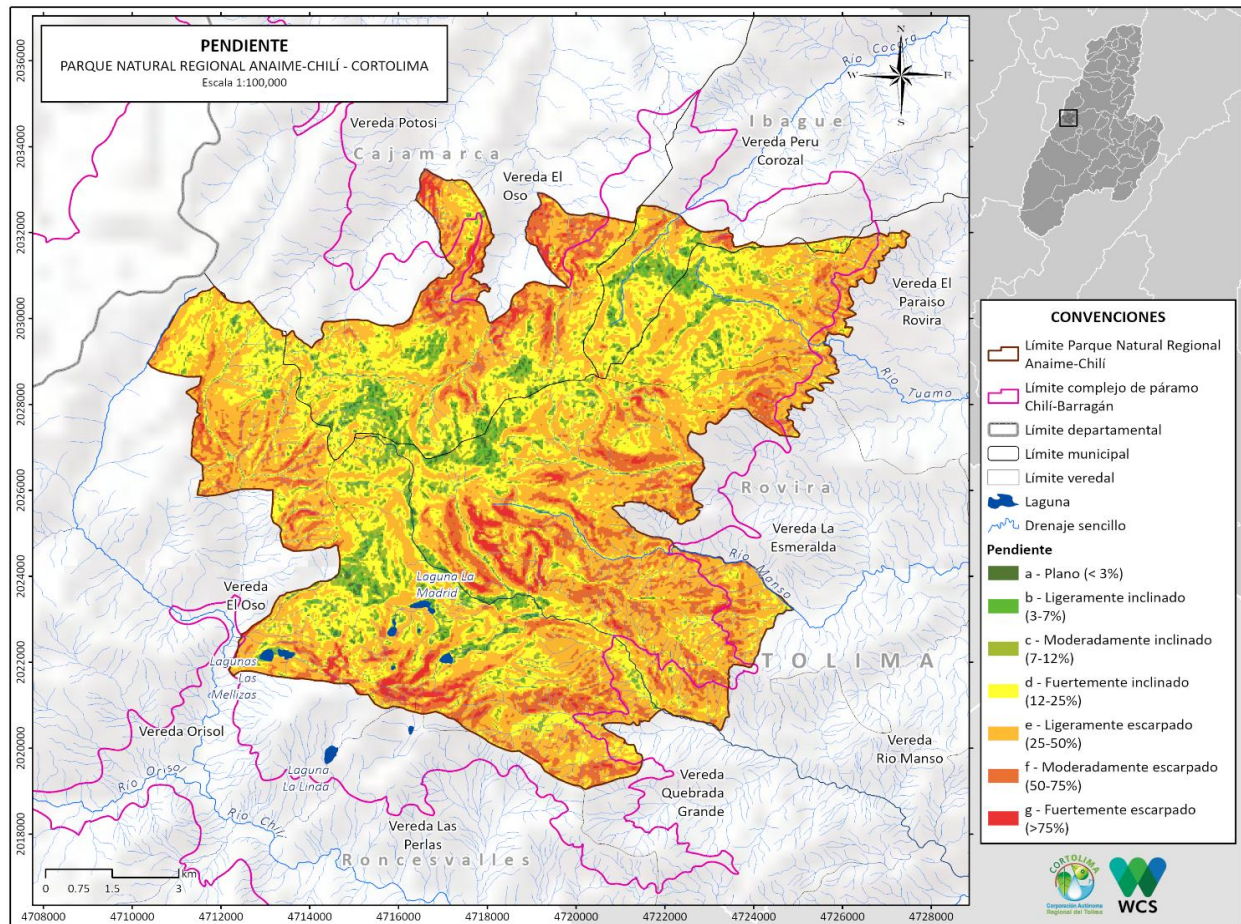 PENDIENTE
PARQUE NATURAL REGIONAL ANAIME-CHILÍ - CORTOLIMA
Escala 1:100,000
N
W
E
S
Río Cocora
Ibague
Vereda Potosi
Cajamarca
Vereda Peru
Corozal
Vereda El
Oso
Vereda El
Paraiso
Rovira
Río Tuamo
Rovira
Vereda La
Esmeralda
Río Manso
Laguna La
Madrid
Vereda
El Oso
Lagunas
Las
Mellizas
TOLIMA
Vereda Orisol
Río Orisol
Laguna
La Linda
Río Chili
Vereda
Rio Manso
Vereda
Quebrada
Grande
Vereda Las
Perlas
Roncesvalles
km
0 0.75 1.5 3
2036000
2034000
2032000
2030000
2028000
2026000
2024000
2022000
2020000
2018000
4708000 4710000 4712000 4714000 4716000 4718000 4720000 4722000 4724000 4726000 4728000
CONVENCIONES
Límite Parque Natural Regional
Anaime-Chilí
Límite complejo de páramo
Chilí-Barragán
Límite departamental
Límite municipal
Límite veredal
Laguna
Drenaje sencillo
Pendiente
a - Plano (< 3%)
b - Ligeramente inclinado
(3-7%)
c - Moderadamente inclinado
(7-12%)
d - Fuertemente inclinado
(12-25%)
e - Ligeramente escarpado
(25-50%)
f - Moderadamente escarpado
(50-75%)
g - Fuertemente escarpado
(>75%)
CORTOLIMA
Corporación Autónoma
Regional del Tolima
WCS